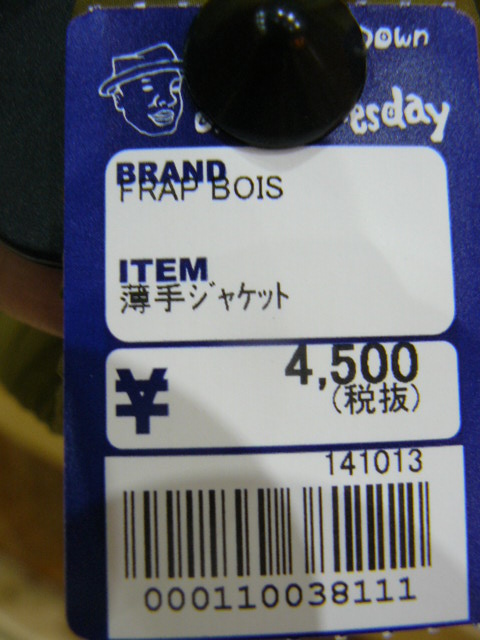 Down
BRAND
FRAP BOIS
ITEM
薄手ジャケット
¥ 4,500
(税抜)
141013
000110038111